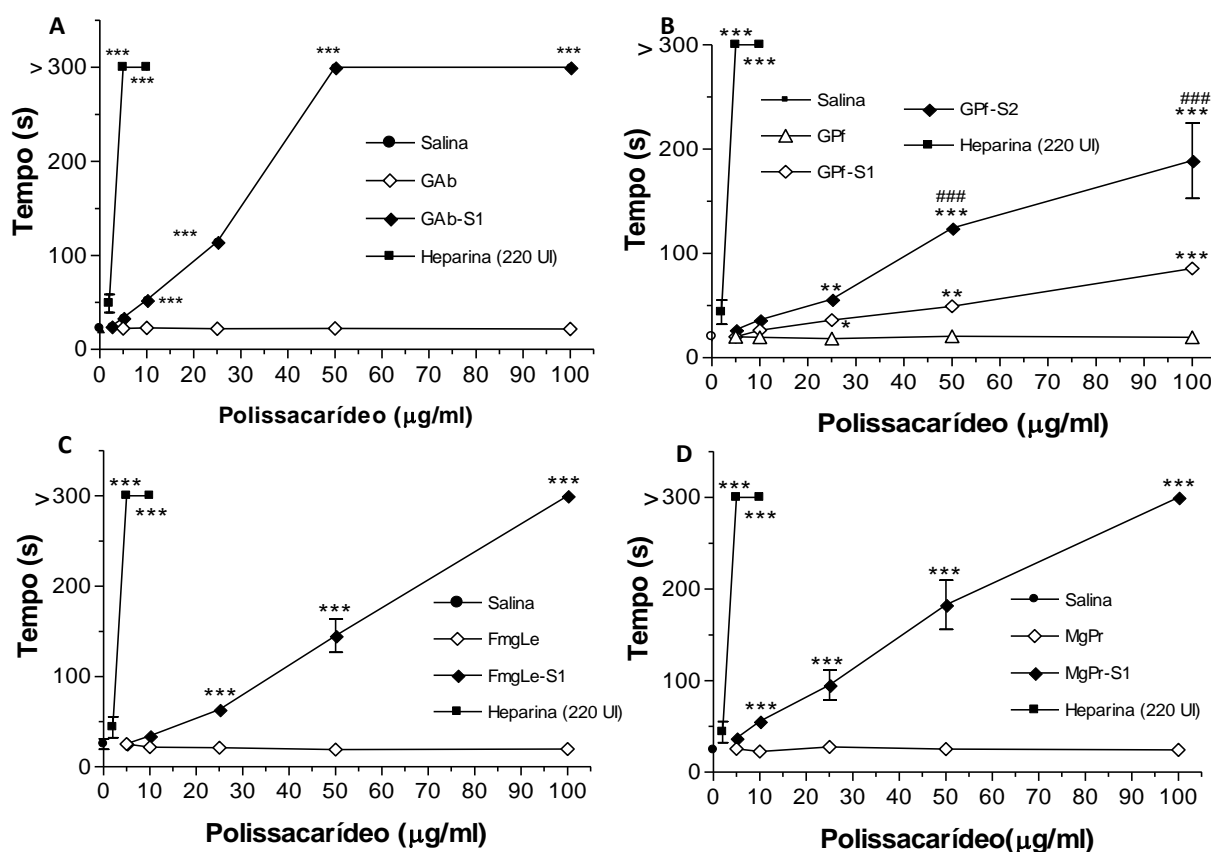 A
***
***
***
***
***
***
>
300
200
100
0
Tempo (s)
Salina
GAb
GAb-S1
Heparina (220 UI)
0 10 20 30 40 50 60 70 80 90 100
Polissacarídeo (μg/ml)
B
***
***
###
***
###
***
**
**
*
***
>
300
200
100
0
Tempo (s)
Salina
GPf
GPf-S1
GPf-S2
Heparina (220 UI)
0 10 20 30 40 50 60 70 80 90 100
Polissacarídeo (μg/ml)
C
***
***
***
***
***
>
300
200
100
0
Tempo (s)
Salina
FmgLe
FmgLe-S1
Heparina (220 UI)
0 10 20 30 40 50 60 70 80 90 100
Polissacarídeo (μg/ml)
D
***
***
***
***
***
***
>
300
200
100
0
Tempo (s)
Salina
MgPr
MgPr-S1
Heparina (220 UI)
0 10 20 30 40 50 60 70 80 90 100
Polissacarídeo(μg/ml)